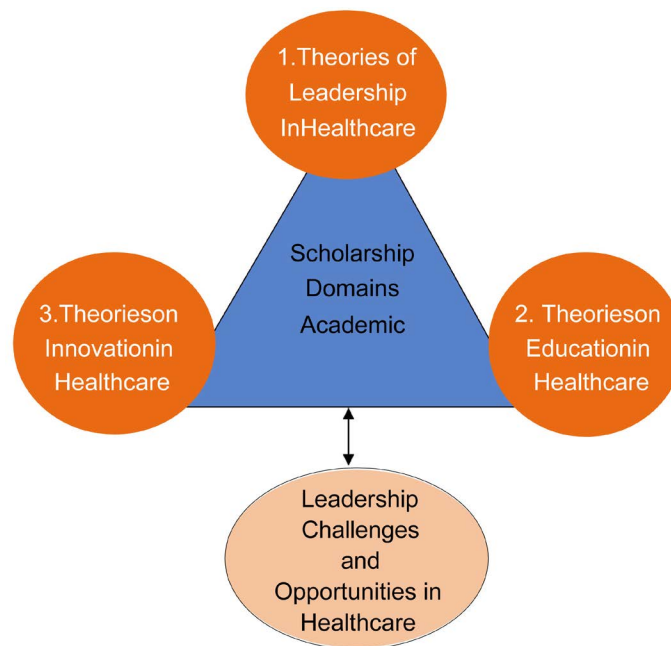 1.Theories of
Leadership
InHealthcare
Scholarship
Domains
Academic
3.Theorieson
Innovationin
Healthcare
2. Theorieson
Educationin
Healthcare
Leadership
Challenges
and
Opportunities in
Healthcare